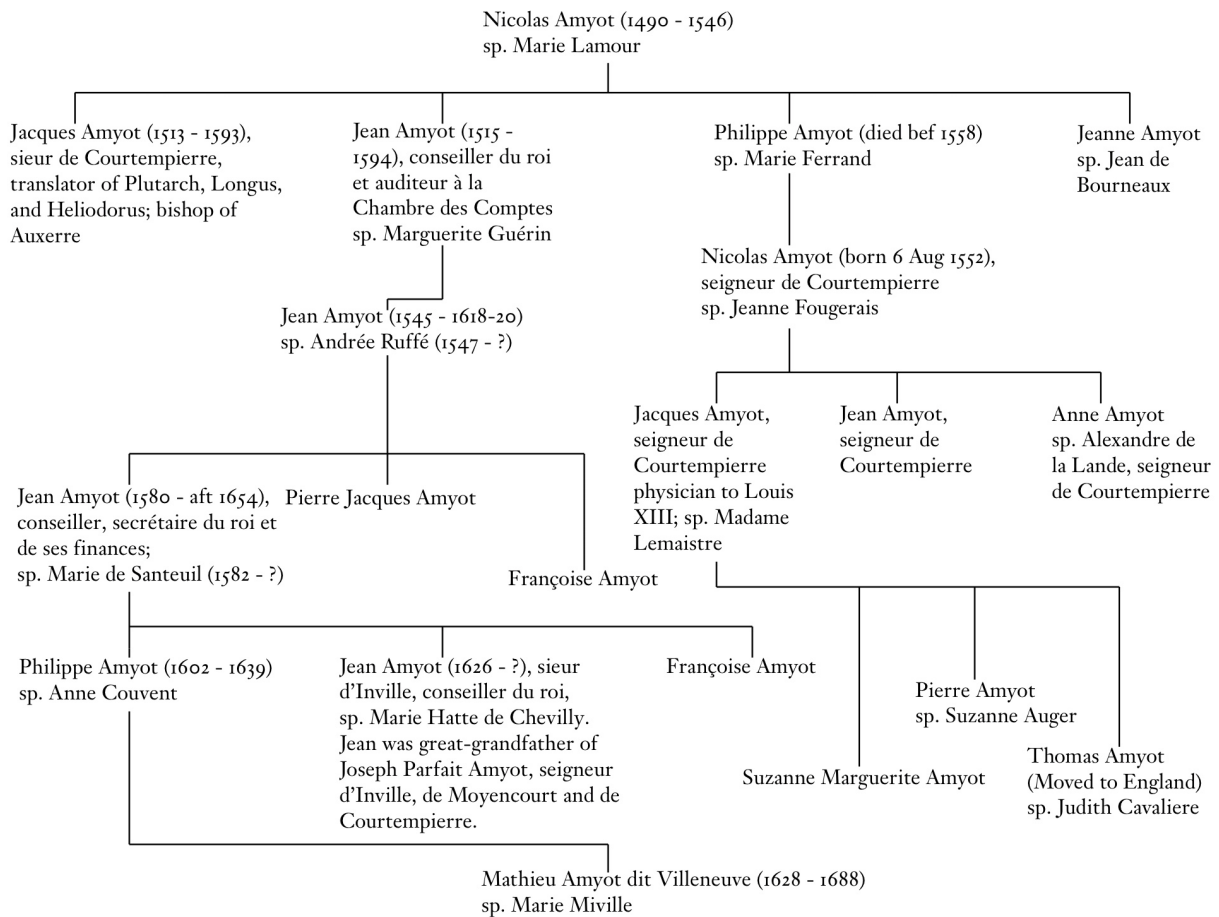 Nicolas Amyot (1490 - 1546)
sp. Marie Lamour
Jacques Amyot (1513 - 1593),
sieur de Courtempierre,
translator of Plutarch, Longus,
and Heliodorus; bishop of
Auxerre
Jean Amyot (1515 -
1594), conseiller du roi
et auditeur à la
Chambre des Comptes
sp. Marguerite Guérin
Philippe Amyot (died bef 1558)
sp. Marie Ferrand
Jeanne Amyot
sp. Jean de
Bourneaux
Nicolas Amyot (born 6 Aug 1552),
seigneur de Courtempierre
sp. Jeanne Fougerais
Jean Amyot (1545 - 1618-20)
sp. Andrée Ruffé (1547 - ?)
Jacques Amyot,
seigneur de
Courtempierre
physician to Louis
XIII; sp. Madame
Lemaistre
Jean Amyot,
seigneur de
Courtempierre
Anne Amyot
sp. Alexandre de
la Lande, seigneur
de Courtempierre
Jean Amyot (1580 - aft 1654),
conseiller, secrétaire du roi et
de ses finances;
sp. Marie de Santeuil (1582 - ?)
Pierre Jacques Amyot
Françoise Amyot
Philippe Amyot (1602 - 1639)
sp. Anne Couvent
Jean Amyot (1626 - ?), sieur
d'Inville, conseiller du roi,
sp. Marie Hatte de Chevilly.
Jean was great-grandfather of
Joseph Parfait Amyot, seigneur
d'Inville, de Moyencourt and de
Courtempierre.
Françoise Amyot
Suzanne Marguerite Amyot
Pierre Amyot
sp. Suzanne Auger
Thomas Amyot
(Moved to England)
sp. Judith Cavaliere
Mathieu Amyot dit Villeneuve (1628 - 1688)
sp. Marie Miville